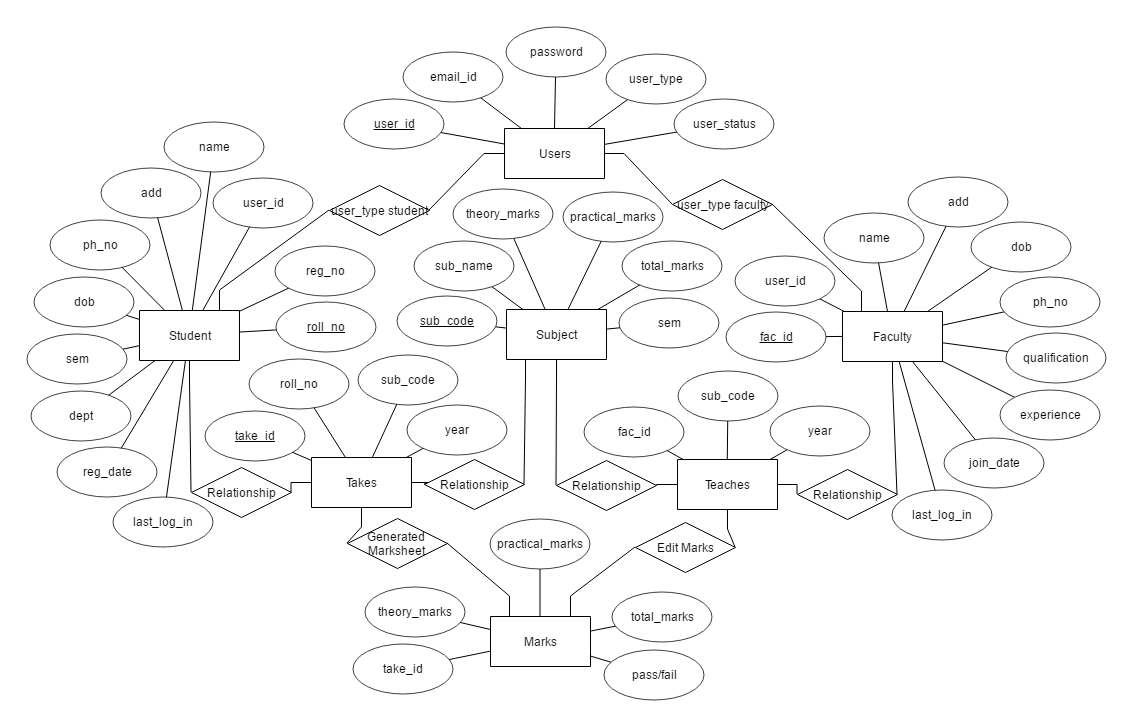 password
email_id
user_type
user_id
user_status
Users
name
add
user_id
user_type student
user_type faculty
theory_marks
practical_marks
add
name
dob
ph_no
reg_no
sub_name
total_marks
user_id
dob
ph_no
roll_no
sub_code
sem
fac_id
Student
Subject
Faculty
sem
qualification
roll_no
sub_code
sub_code
dept
experience
take_id
year
fac_id
year
reg_date
join_date
Relationship
Takes
Relationship
Relationship
Teaches
Relationship
last_log_in
last_log_in
Generated
Marksheet
practical_marks
Edit Marks
theory_marks
total_marks
Marks
take_id
pass/fail